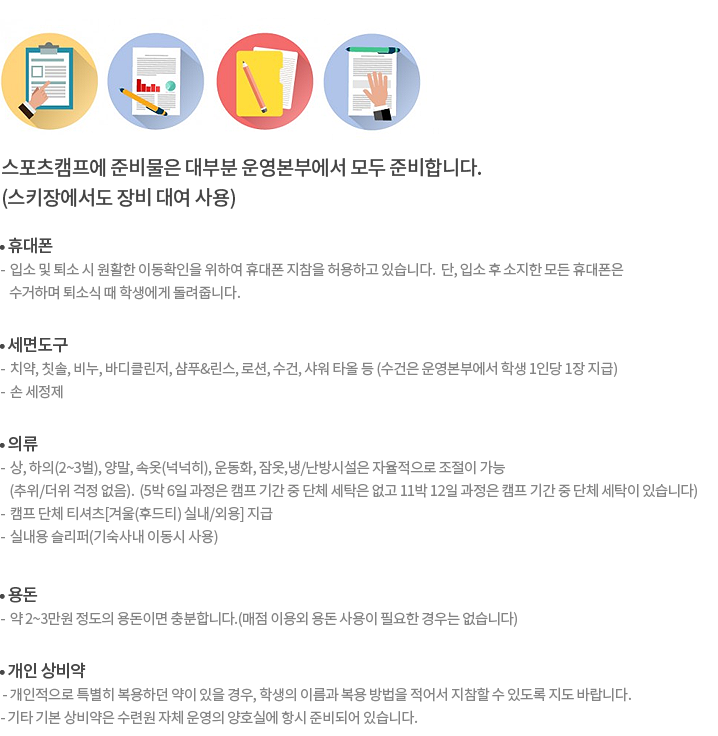 스포츠캠프에 준비물은 대부분 운영본부에서 모두 준비합니다.
(스키장에서도 장비 대여 사용)
• 휴대폰
- 입소 및 퇴소 시 원활한 이동확인을 위하여 휴대폰 지참을 허용하고 있습니다. 단, 입소 후 소지한 모든 휴대폰은
수거하며 퇴소식 때 학생에게 돌려줍니다.
• 세면도구
- 치약, 칫솔, 비누, 바디클린저, 샴푸&린스, 로션, 수건, 샤워 타올 등 (수건은 운영본부에서 학생 1인당 1장 지급)
- 손 세정제
• 의류
- 상, 하의(2~3벌), 양말, 속옷(넉넉히), 운동화, 잠옷,냉/난방시설은 자율적으로 조절이 가능
(추위/더위 걱정 없음). (5박 6일 과정은 캠프 기간 중 단체 세탁은 없고 11박 12일 과정은 캠프 기간 중 단체 세탁이 있습니다)
- 캠프 단체 티셔츠[겨울(후드티) 실내/외용] 지급
- 실내용 슬리퍼(기숙사내 이동시 사용)
• 용돈
- 약 2~3만원 정도의 용돈이면 충분합니다.(매점 이용외 용돈 사용이 필요한 경우는 없습니다)
• 개인 상비약
- 개인적으로 특별히 복용하던 약이 있을 경우, 학생의 이름과 복용 방법을 적어서 지참할 수 있도록 지도 바랍니다.
- 기타 기본 상비약은 수련원 자체 운영의 양호실에 항시 준비되어 있습니다.